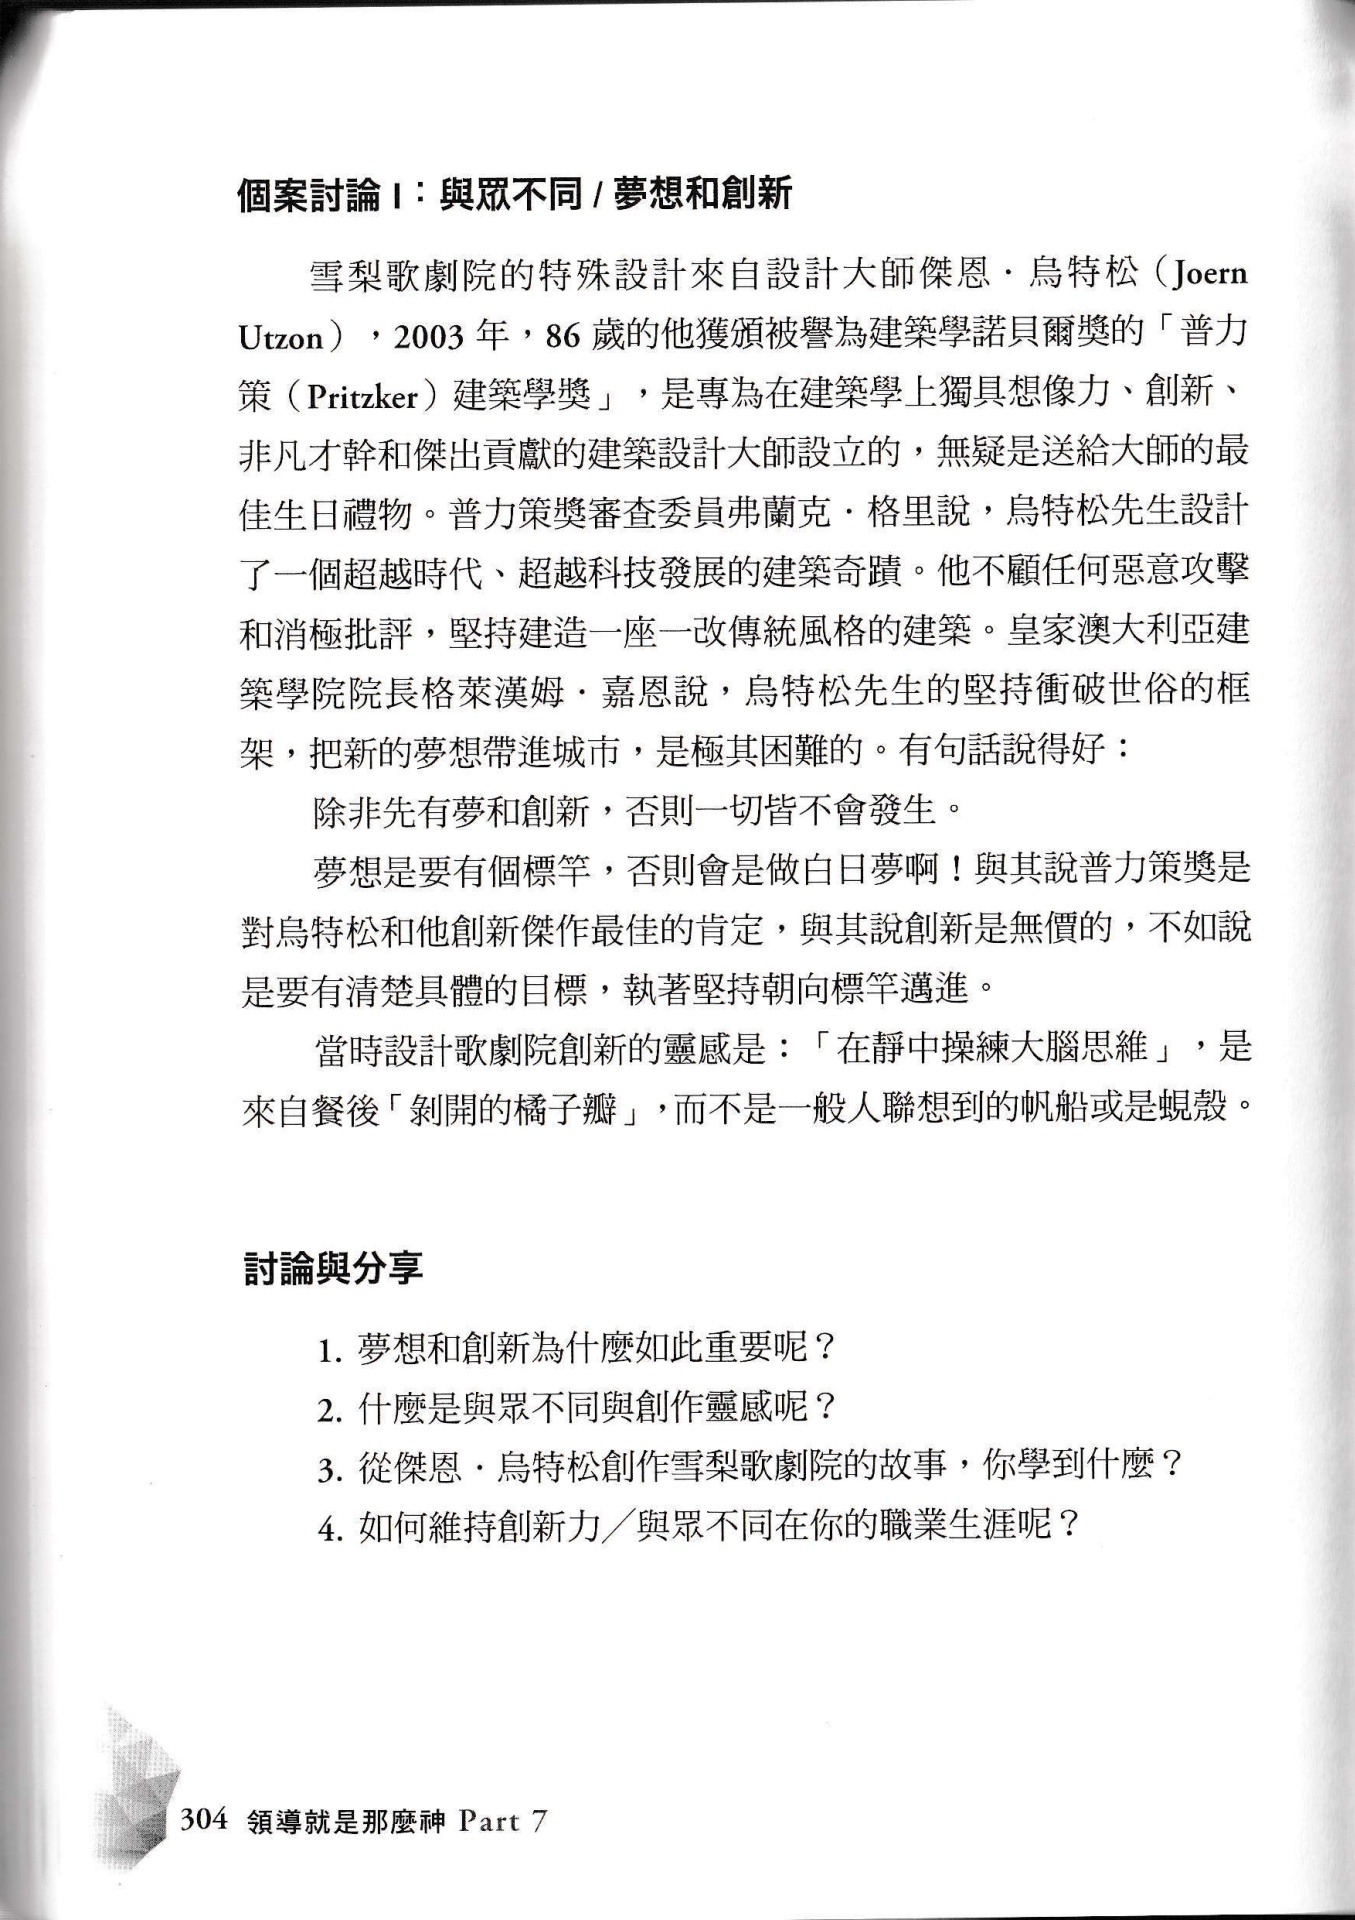 個案討論 I：與眾不同 / 夢想和創新
雪梨歌劇院的特殊設計來自設計大師傑恩．烏特松（Joern
Utzon），2003 年，86 歲的他獲頒被譽為建築學諾貝爾獎的「普力
策（Pritzker）建築學獎」，是專為在建築學上獨具想像力、創新、
非凡才幹和傑出貢獻的建築設計大師設立的，無疑是送給大師的最
佳生日禮物。普力策獎審查委員弗蘭克．格里說，烏特松先生設計
了一個超越時代、超越科技發展的建築奇蹟。他不顧任何惡意攻擊
和消極批評，堅持建造一座一改傳統風格的建築。皇家澳大利亞建
築學院院長格萊漢姆．嘉恩說，烏特松先生的堅持衝破世俗的框
架，把新的夢想帶進城市，是極其困難的。有句話說得好：
除非先有夢和創新，否則一切皆不會發生。
夢想是要有個標竿，否則會是做白日夢啊！與其說普力策獎是
對烏特松和他創新傑作最佳的肯定，與其說創新是無價的，不如說
是要有清楚具體的目標，執著堅持朝向標竿邁進。
當時設計歌劇院創新的靈感是：「在靜中操練大腦思維」，是
來自餐後「剝開的橘子瓣」，而不是一般人聯想到的帆船或是蜆殼。
討論與分享
1. 夢想和創新為什麼如此重要呢？
2. 什麼是與眾不同與創作靈感呢？
3. 從傑恩．烏特松創作雪梨歌劇院的故事，你學到什麼？
4. 如何維持創新力／與眾不同在你的職業生涯呢？
304 領導就是那麼神 Part 7